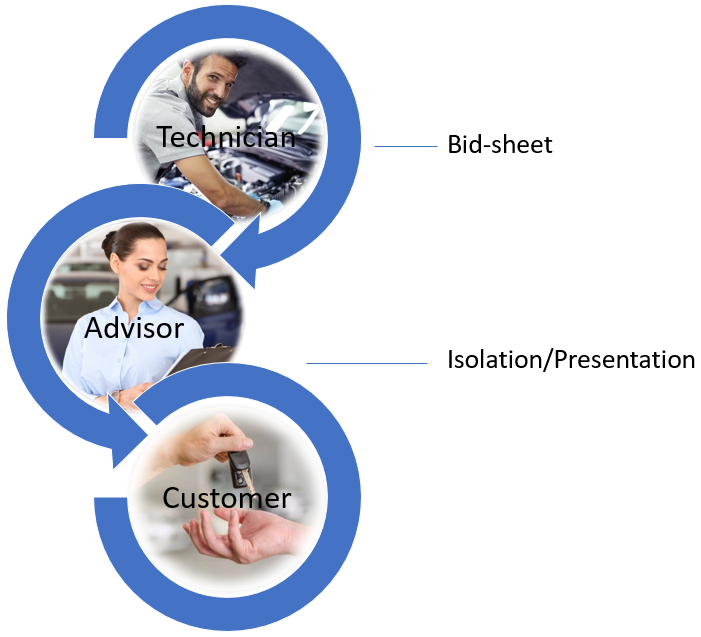 Technician
Bid-sheet
Advisor
Isolation/Presentation
Customer